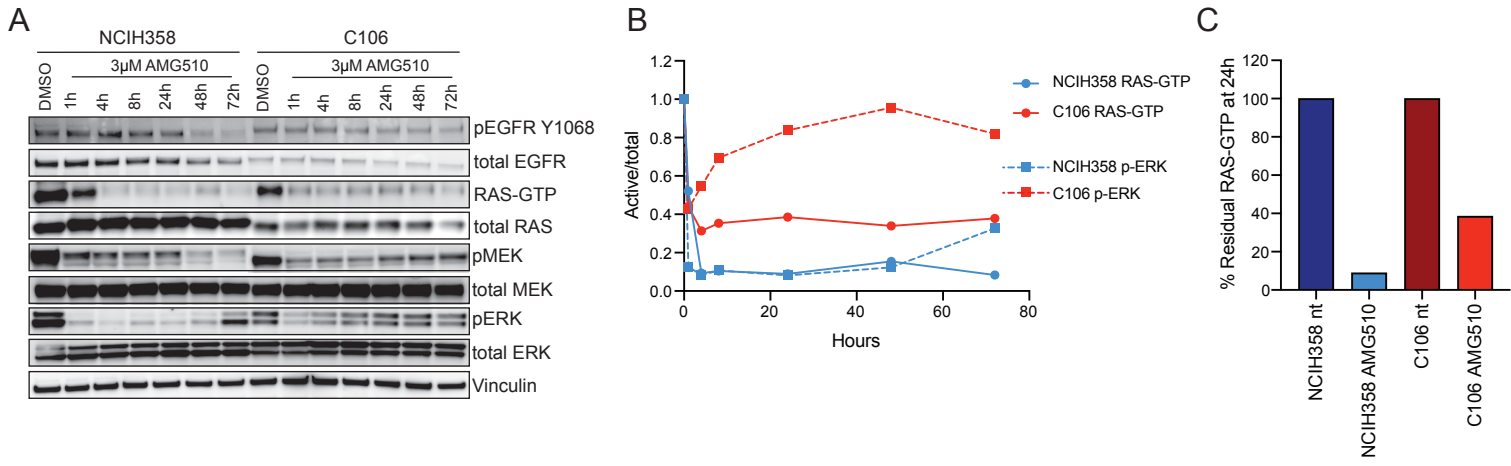 A
NCIH358
C106
3µM AMG510
3µM AMG510
DMSO
1h
4h
8h
24h
48h
72h
DMSO
1h
4h
8h
24h
48h
72h
pEGFR Y1068
total EGFR
RAS-GTP
total RAS
pMEK
total MEK
pERK
total ERK
Vinculin
B
Active/total
1.2
1.0
0.8
0.6
0.4
0.2
0.0
0
20
40
60
80
Hours
NCIH358 RAS-GTP
C106 RAS-GTP
NCIH358 p-ERK
C106 p-ERK
C
% Residual RAS-GTP at 24h
120
100
80
60
40
20
0
NCIH358 nt
NCIH358 AMG510
C106 nt
C106 AMG510